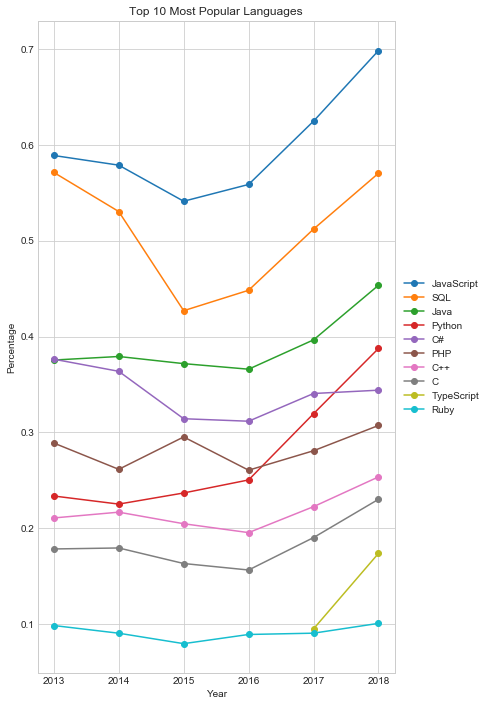 Top 10 Most Popular Languages
0.7
0.6
0.5
0.4
0.3
0.2
0.1
Percentage
2013 2014 2015 2016 2017 2018
Year
JavaScript
SQL
Java
Python
C#
PHP
C++
C
TypeScript
Ruby